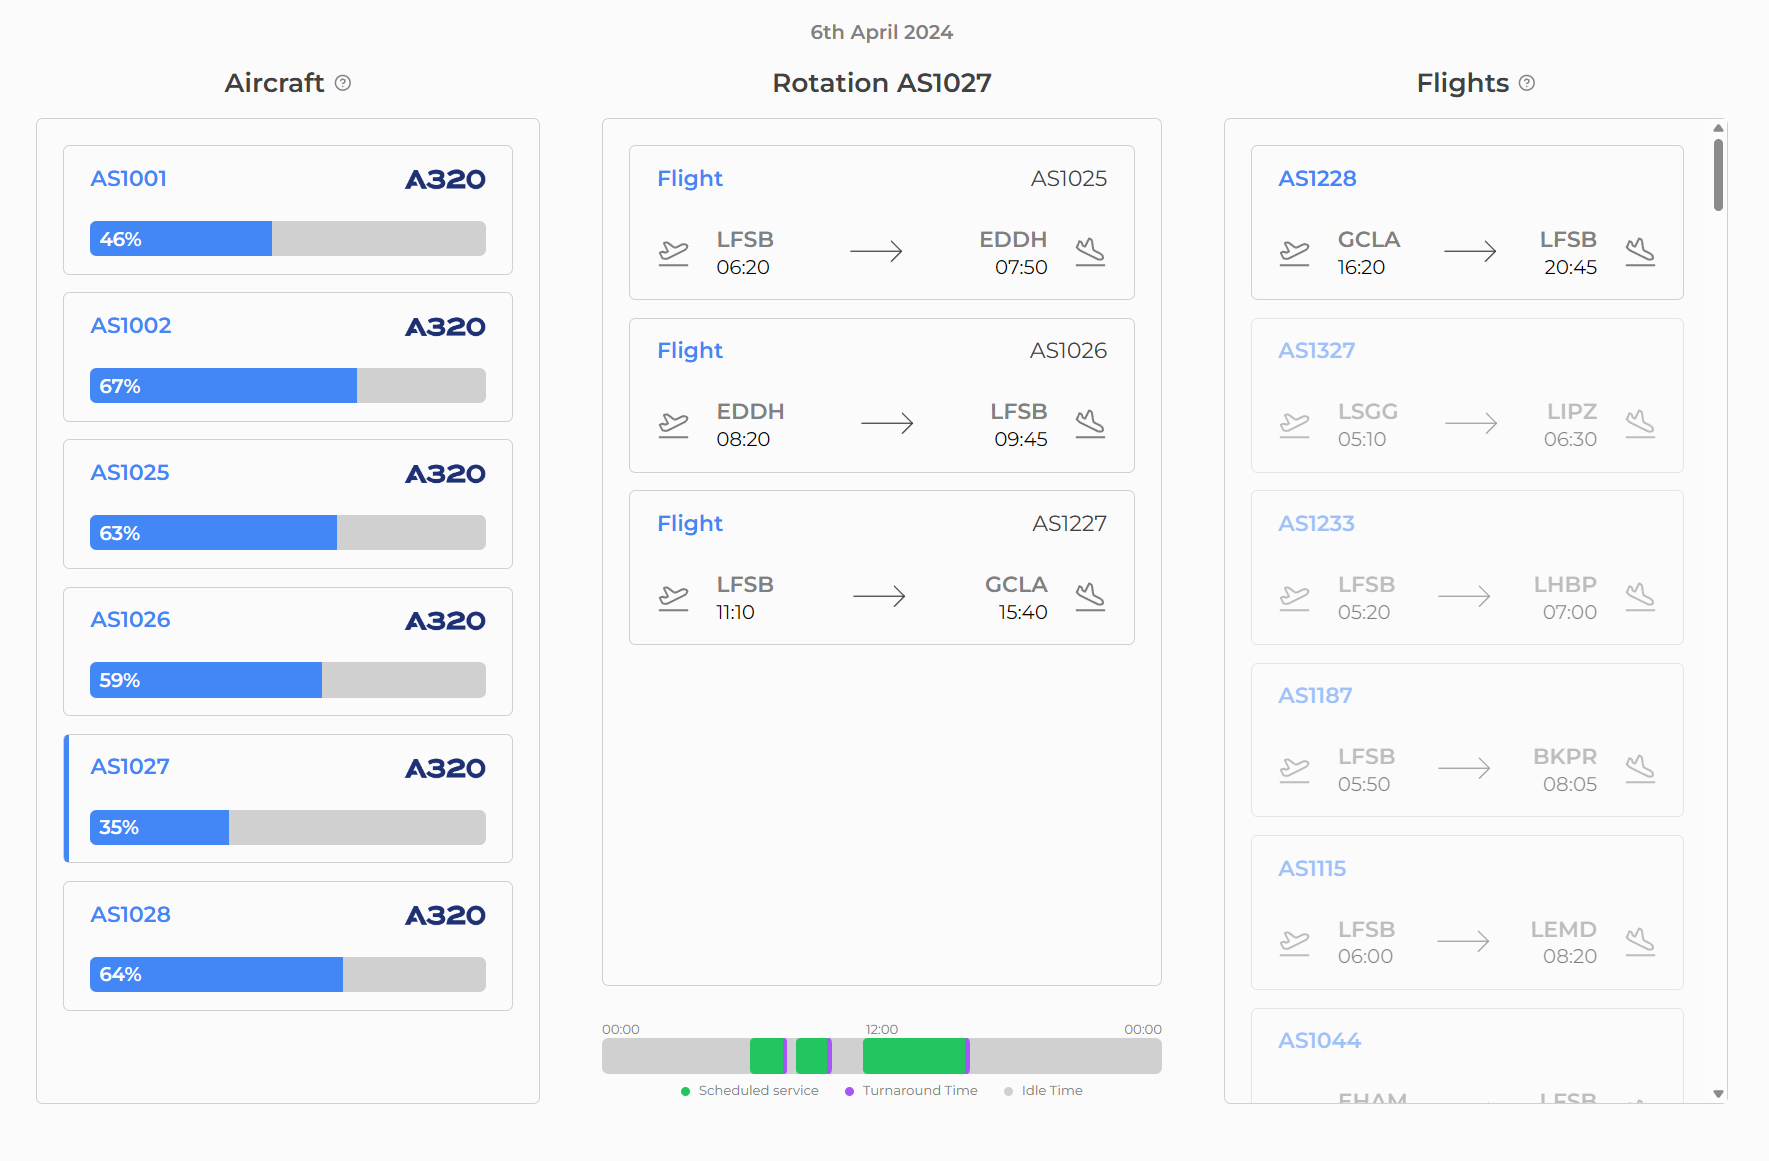 6th April 2024
Aircraft
AS1001
A320
46%
AS1002
A320
67%
AS1025
A320
63%
AS1026
A320
59%
AS1027
A320
35%
AS1028
A320
64%
Rotation AS1027
Flight
AS1025
LFSB
EDDH
06:20
07:50
Flight
AS1026
EDDH
LFSB
08:20
09:45
Flight
AS1227
LFSB
GCLA
11:10
15:40
00:00
12:00
00:00
Scheduled service
Turnaround Time
Idle Time
Flights
AS1228
GCLA
LFSB
16:20
20:45
AS1327
LSGG
LIPZ
05:10
06:30
AS1233
LFSB
LHBP
05:20
07:00
AS1187
LFSB
BKPR
05:50
08:05
AS1115
LFSB
LEMD
06:00
08:20
AS1044
EHAM
LFSB